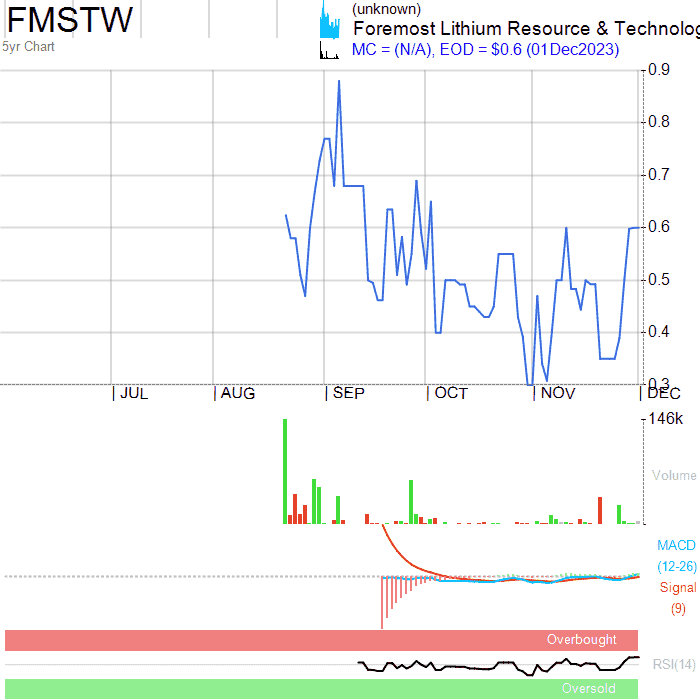 FMSTW
(unknown)
Foremost Lithium Resource & Technolog
5yr Chart
MC = (N/A), EOD = $0.6 (01Dec2023)
0.9
0.8
0.7
0.6
0.5
0.4
0.3
JUL AUG SEP OCT NOV DEC
146k
Volume
MACD
(12-26)
Signal
(9)
Overbought
RSI(14)
Oversold